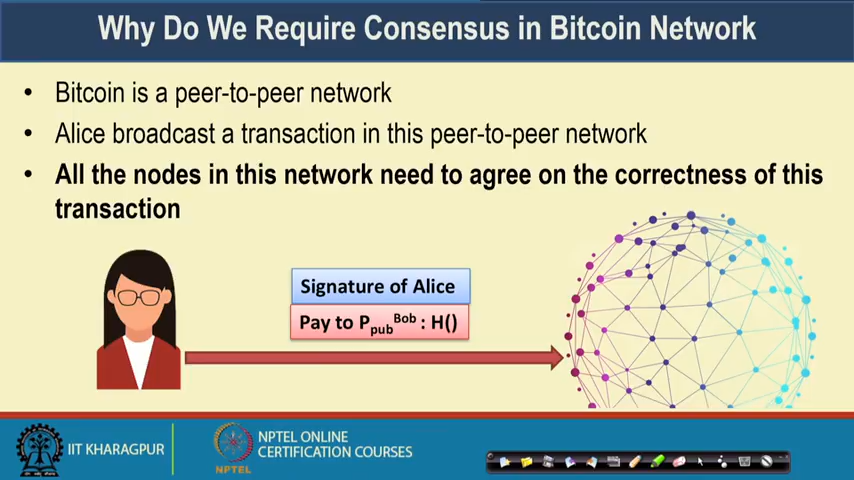 Why Do We Require Consensus in Bitcoin Network
• Bitcoin is a peer-to-peer network
• Alice broadcast a transaction in this peer-to-peer network
• All the nodes in this network need to agree on the correctness of this
transaction
Signature of Alice
Pay to PpubBob : H()
IIT KHARAGPUR
NPTEL
NPTEL ONLINE
CERTIFICATION COURSES